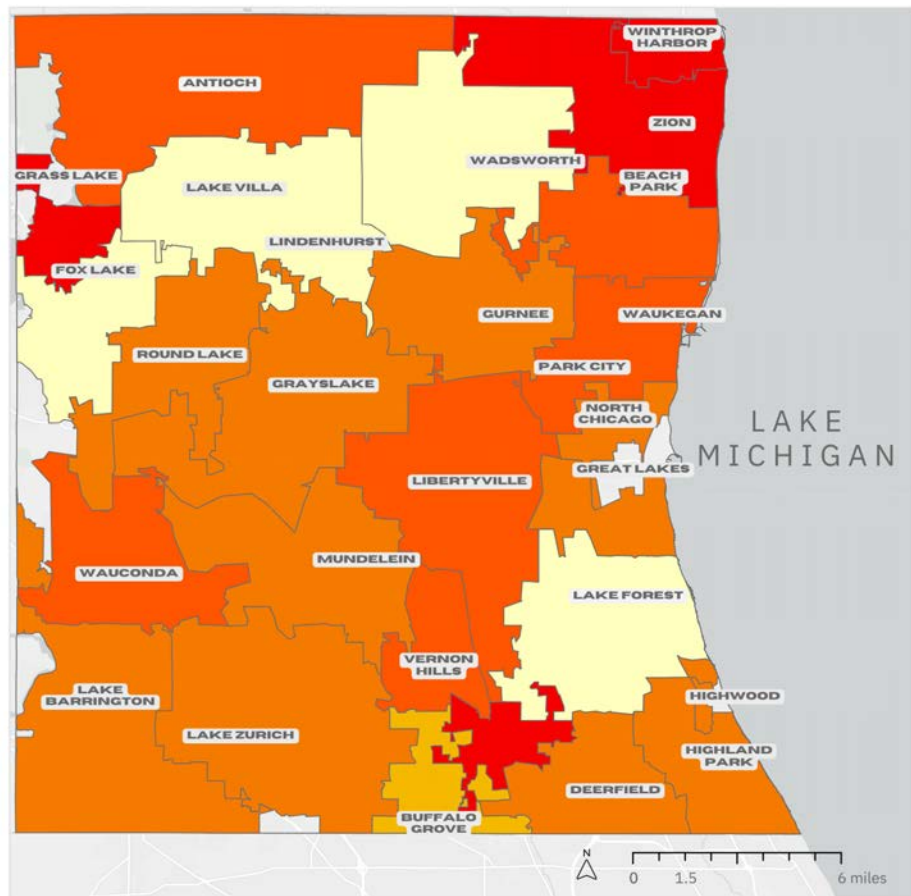 WINTHROP
HARBOR
ANTIOCH
ZION
WADSWORTH
GRASS LAKE
BEACH
PARK
LAKE VILLA
LINDENHURST
FOX LAKE
GURNEE
WAUKEGAN
ROUND LAKE
PARK CITY
GRAYSLAKE
NORTH
CHICAGO
LAKE
MICHIGAN
GREAT LAKES
LIBERTYVILLE
MUNDELEIN
WAUCONDA
LAKE FOREST
VERNON
HILLS
LAKE
BARRINGTON
HIGHWOOD
LAKE ZURICH
HIGHLAND
PARK
DEERFIELD
BUFFALO
GROVE
N
0 1.5 6 miles